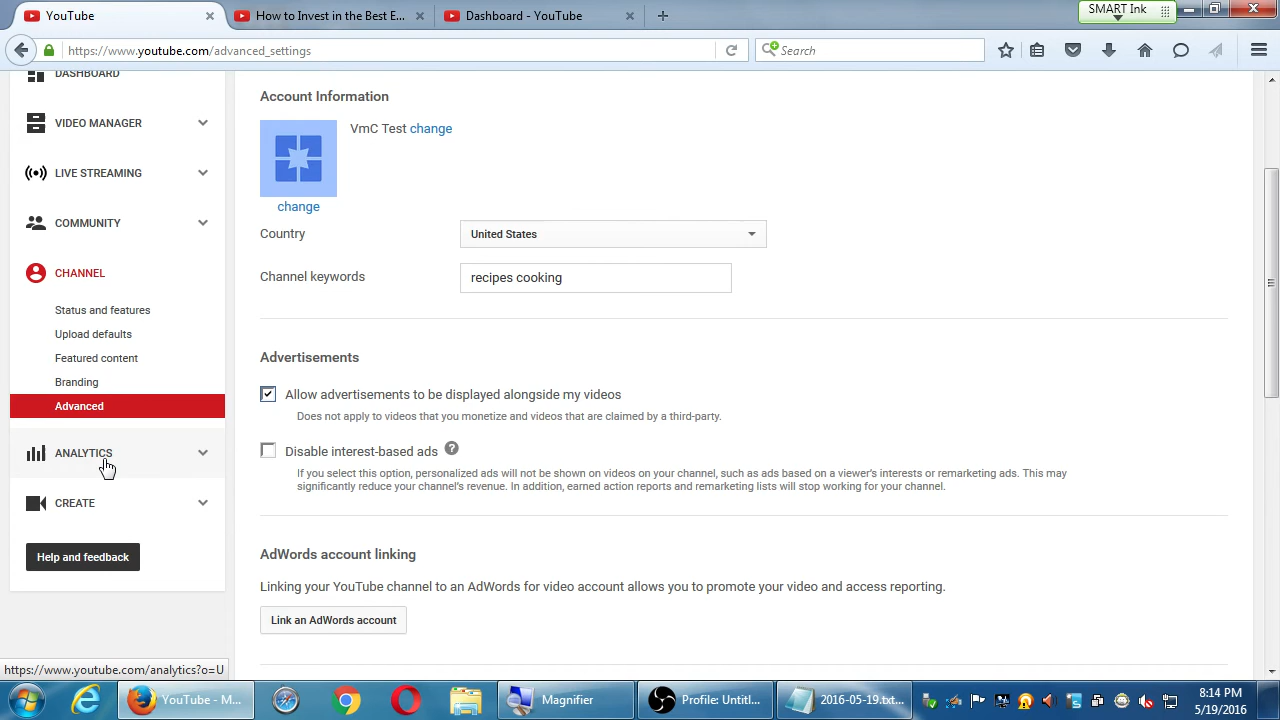 YouTube
How to Invest in the Best E...
Dashboard - YouTube
SMART Ink
https://www.youtube.com/advanced_settings
Search
DASHBOARD
VIDEO MANAGER
LIVE STREAMING
COMMUNITY
CHANNEL
Status and features
Upload defaults
Featured content
Branding
Advanced
ANALYTICS
CREATE
Help and feedback
Account Information
VmC Test change
change
Country
United States
Channel keywords
recipes cooking
Advertisements
Allow advertisements to be displayed alongside my videos
Does not apply to videos that you monetize and videos that are claimed by a third-party.
Disable interest-based ads ?
If you select this option, personalized ads will not be shown on videos on your channel, such as ads based on a viewer's interests or remarketing ads. This may
significantly reduce your channel's revenue. In addition, earned action reports and remarketing lists will stop working for your channel.
AdWords account linking
Linking your YouTube channel to an AdWords for video account allows you to promote your video and access reporting.
Link an AdWords account
https://www.youtube.com/analytics?o=U
YouTube - M...
Magnifier
Profile: Untitl...
2016-05-19.txt...
8:14 PM
5/19/2016